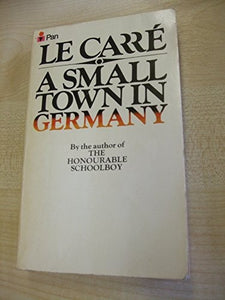 Pan
LE CARRÉ
A SMALL
TOWN IN
GERMANY
By the author of
THE
HONOURABLE
SCHOOLBOY